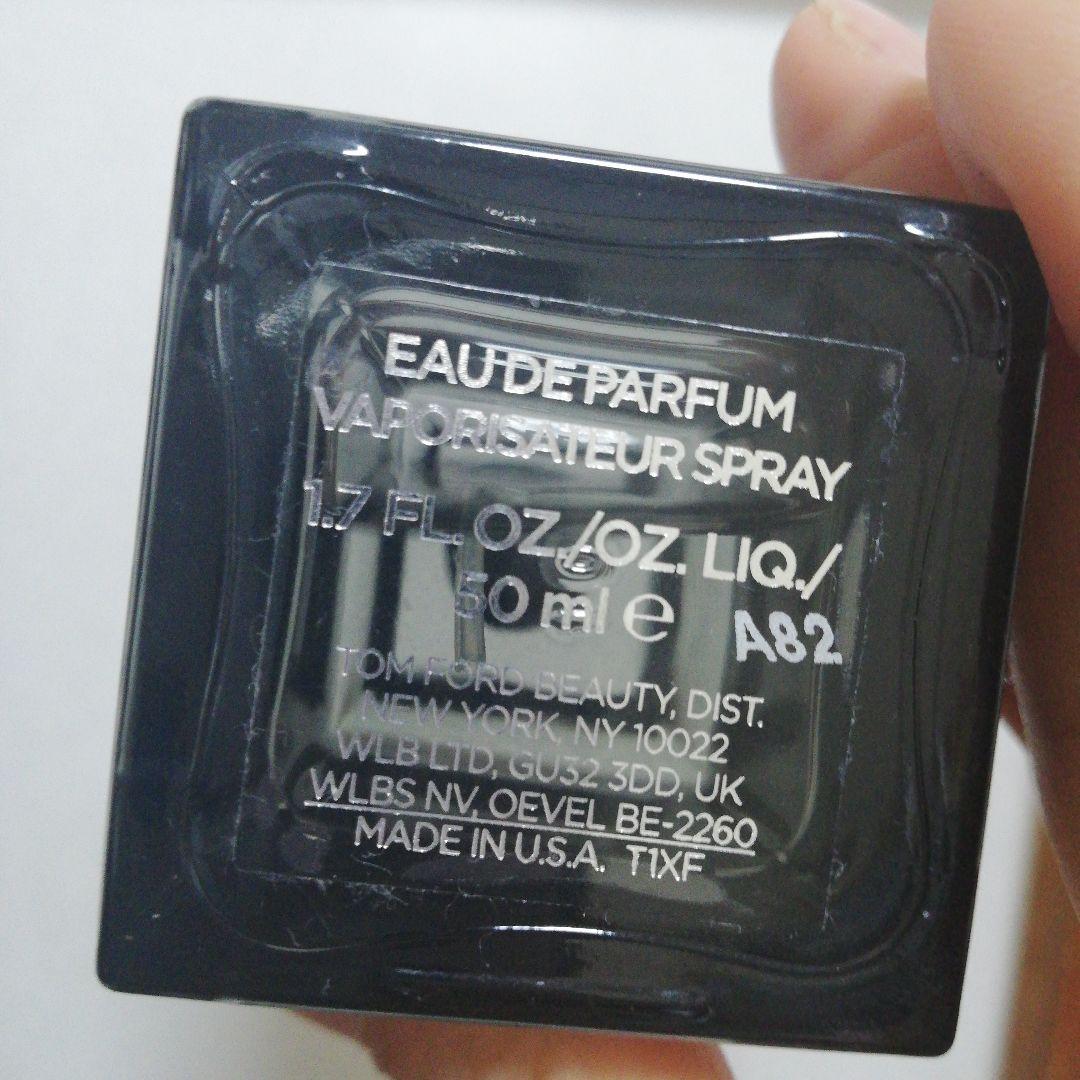 EAU DE PARFUM
VAPORISATEUR SPRAY
1.7 FL. OZ./OZ. LIQ./
50 ml e
A82
TOM FORD BEAUTY, DIST.
NEW YORK, NY 10022
WLB LTD, GU32 3DD, UK
WLBS NV, OEVEL BE-2260
MADE IN U.S.A. T1XF